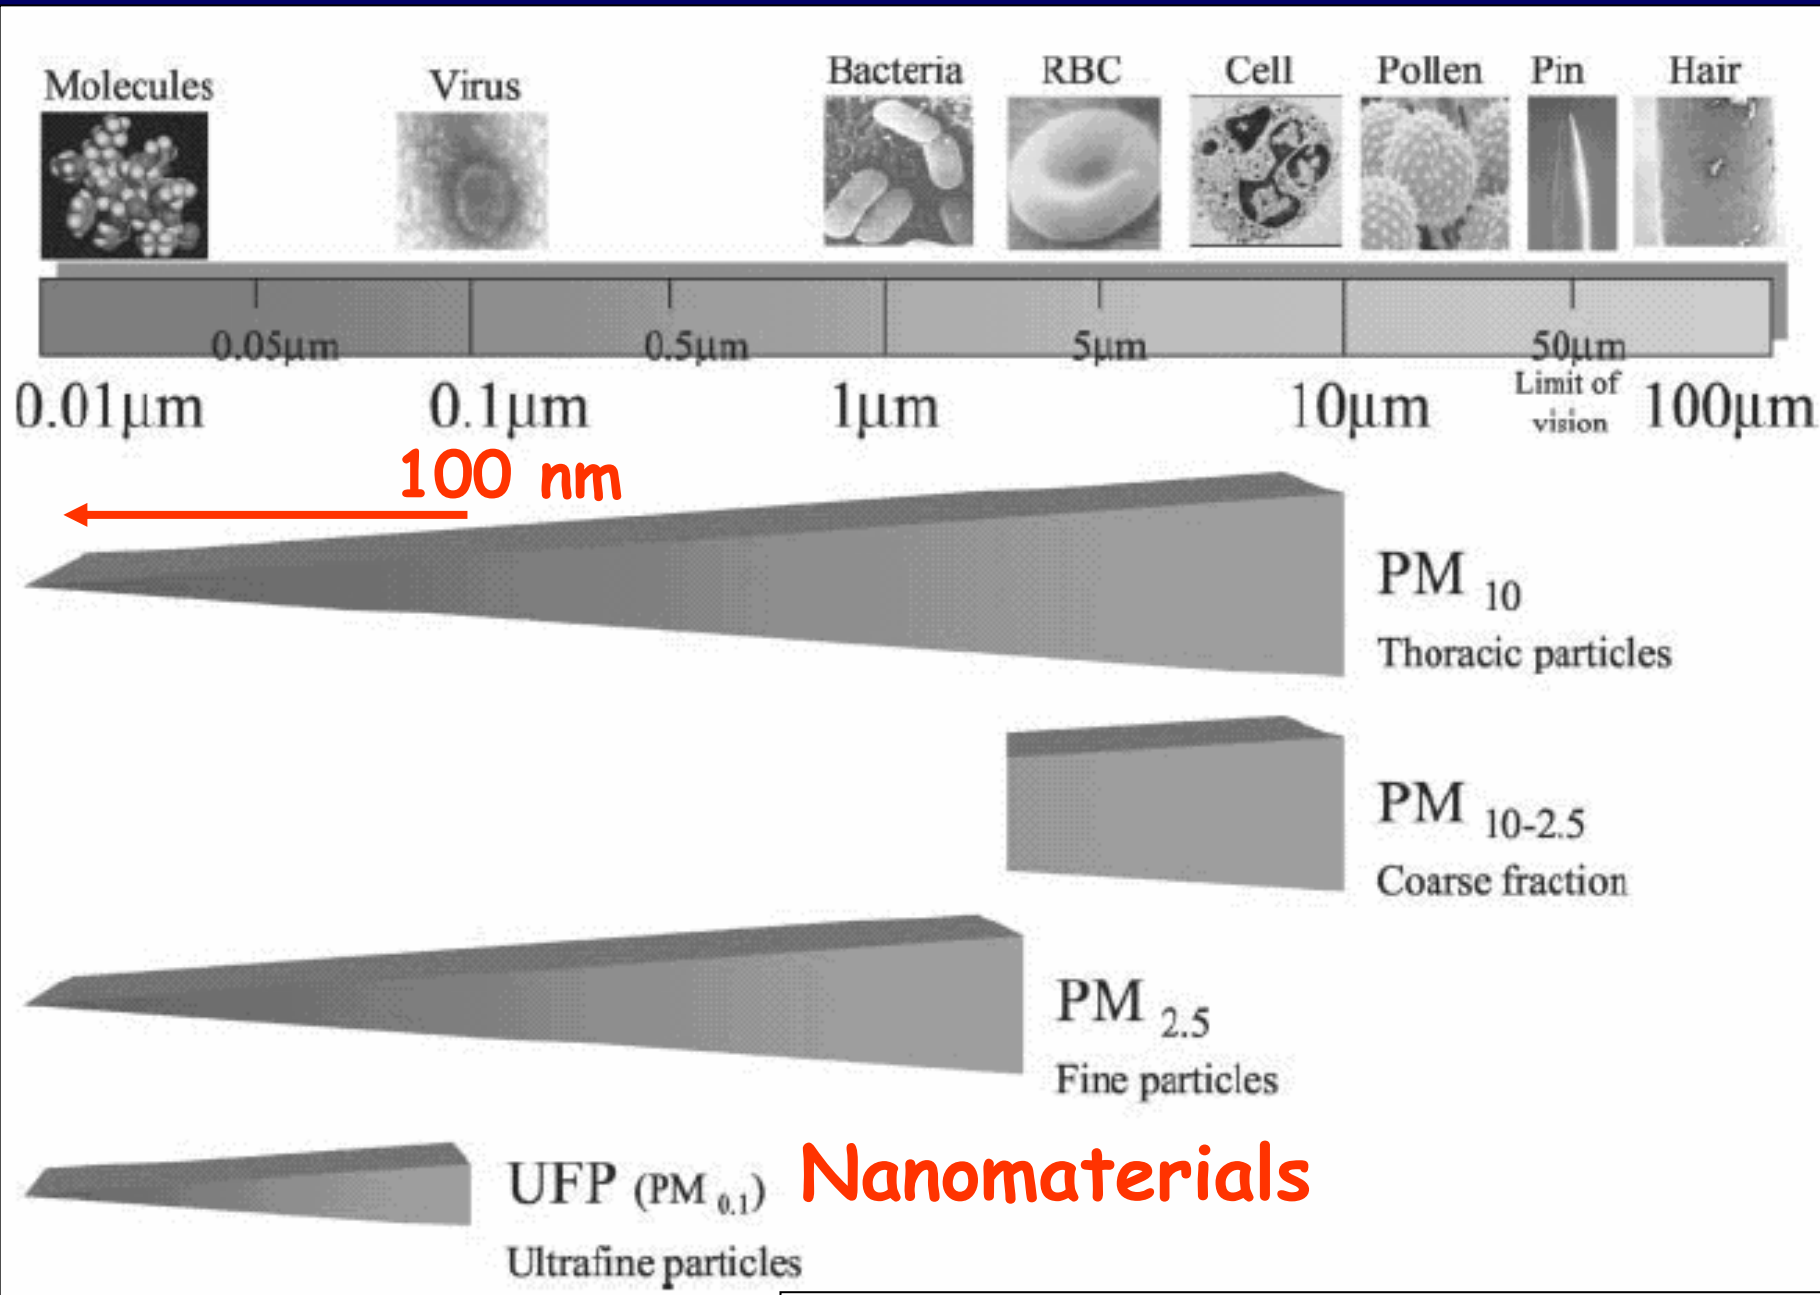 Molecules
Virus
Bacteria
RBC
Cell
Pollen
Pin
Hair
0.05μm
0.5μm
5μm
50μm
0.01μm
0.1μm
1μm
10μm
Limit of
vision
100μm
100 nm
PM 10
Thoracic particles
PM 10-2.5
Coarse fraction
PM 2.5
Fine particles
UFP (PM 0.1)
Nanomaterials
Ultrafine particles